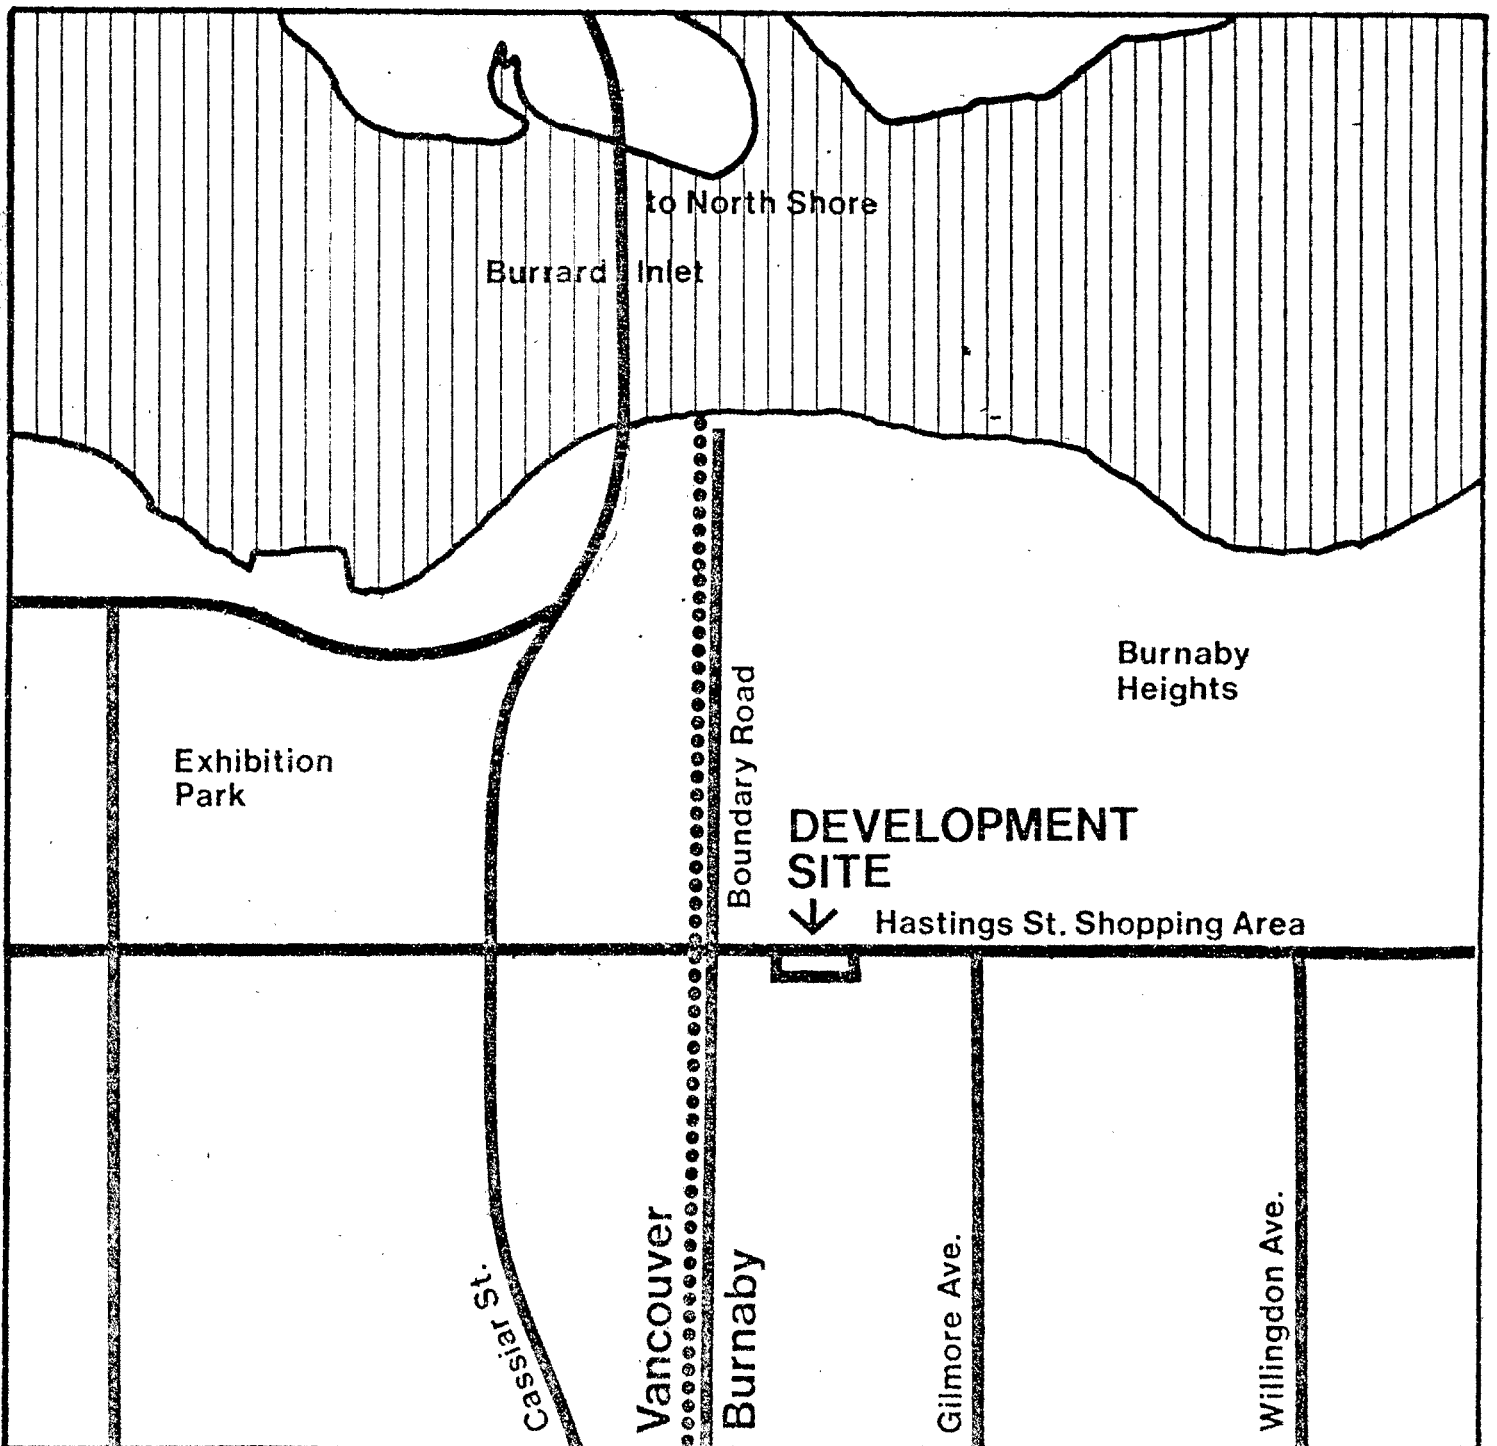 to North Shore
Burrard Inlet
Burnaby
Heights
Exhibition
Park
Boundary Road
DEVELOPMENT
SITE
Hastings St. Shopping Area
Cassiar St.
Vancouver
Burnaby
Gilmore Ave.
Willingdon Ave.